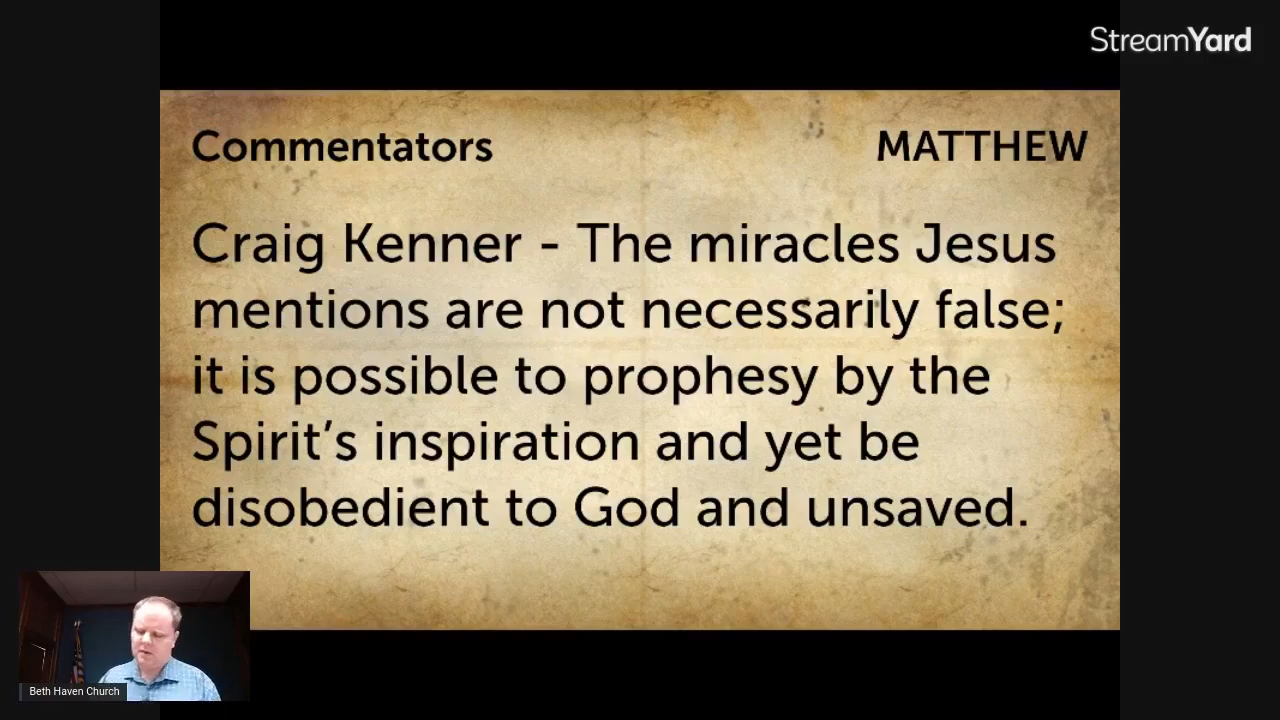 StreamYard
Commentators MATTHEW
Craig Kenner - The miracles Jesus
mentions are not necessarily false;
it is possible to prophesy by the
Spirit’s inspiration and yet be
disobedient to God and unsaved.
Beth Haven Church